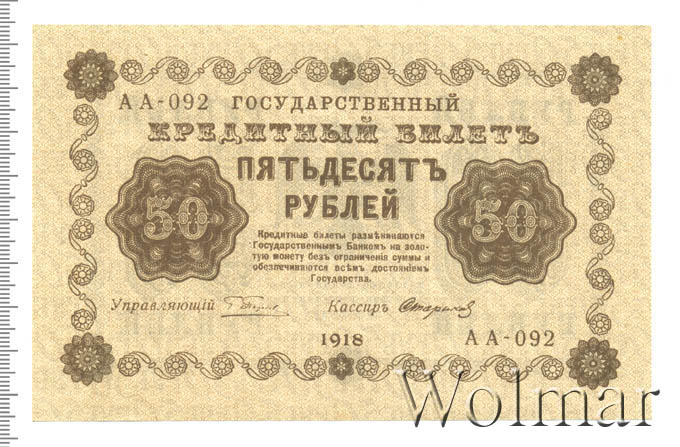 АА-092 ГОСУДАРСТВЕННЫЙ
КРЕДИТНЫЙ БИЛЕТЪ
ПЯТЬДЕСЯТЪ
РУБЛЕЙ
50
50
Кредитные билеты размѣниваются
Государственнымъ Банкомъ на золо-
тую монету безъ ограниченія суммы и
обезпечиваются всѣмъ достояніемъ
Государства.
Управляющій
Кассиръ Стариков
1918
АА-092
Wolmar